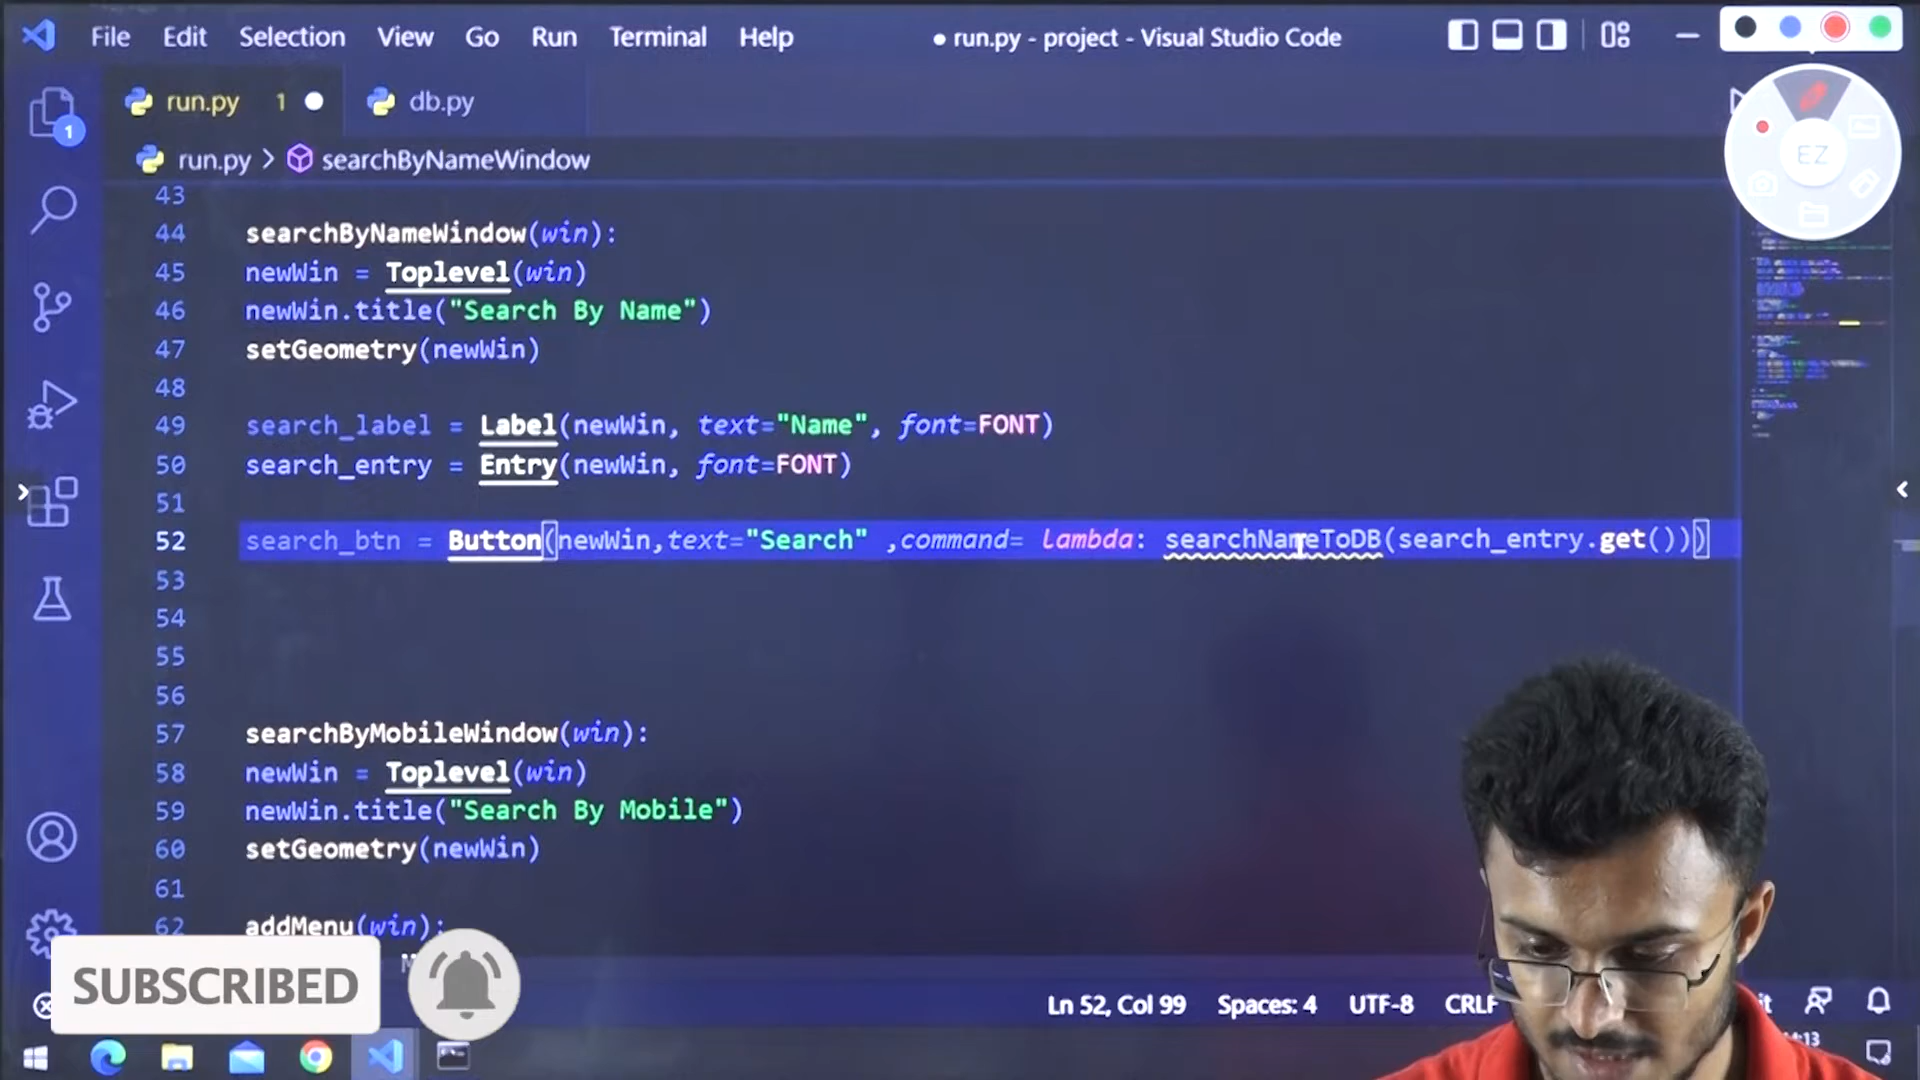 File Edit Selection View Go Run Terminal Help
● run.py - project - Visual Studio Code
run.py 1
db.py
EZ
1
run.py > searchByNameWindow
43
44 searchByNameWindow(win):
45 newWin = Toplevel(win)
46 newWin.title("Search By Name")
47 setGeometry(newWin)
48
49 search_label = Label(newWin, text="Name", font=FONT)
50 search_entry = Entry(newWin, font=FONT)
51
52 search_btn = Button(newWin,text="Search" ,command= lambda: searchNameToDB(search_entry.get()))
53
54
55
56
57 searchByMobileWindow(win):
58 newWin = Toplevel(win)
59 newWin.title("Search By Mobile")
60 setGeometry(newWin)
61
62 addMenu(win):
SUBSCRIBED
Ln 52, Col 99 Spaces: 4 UTF-8 CRLF